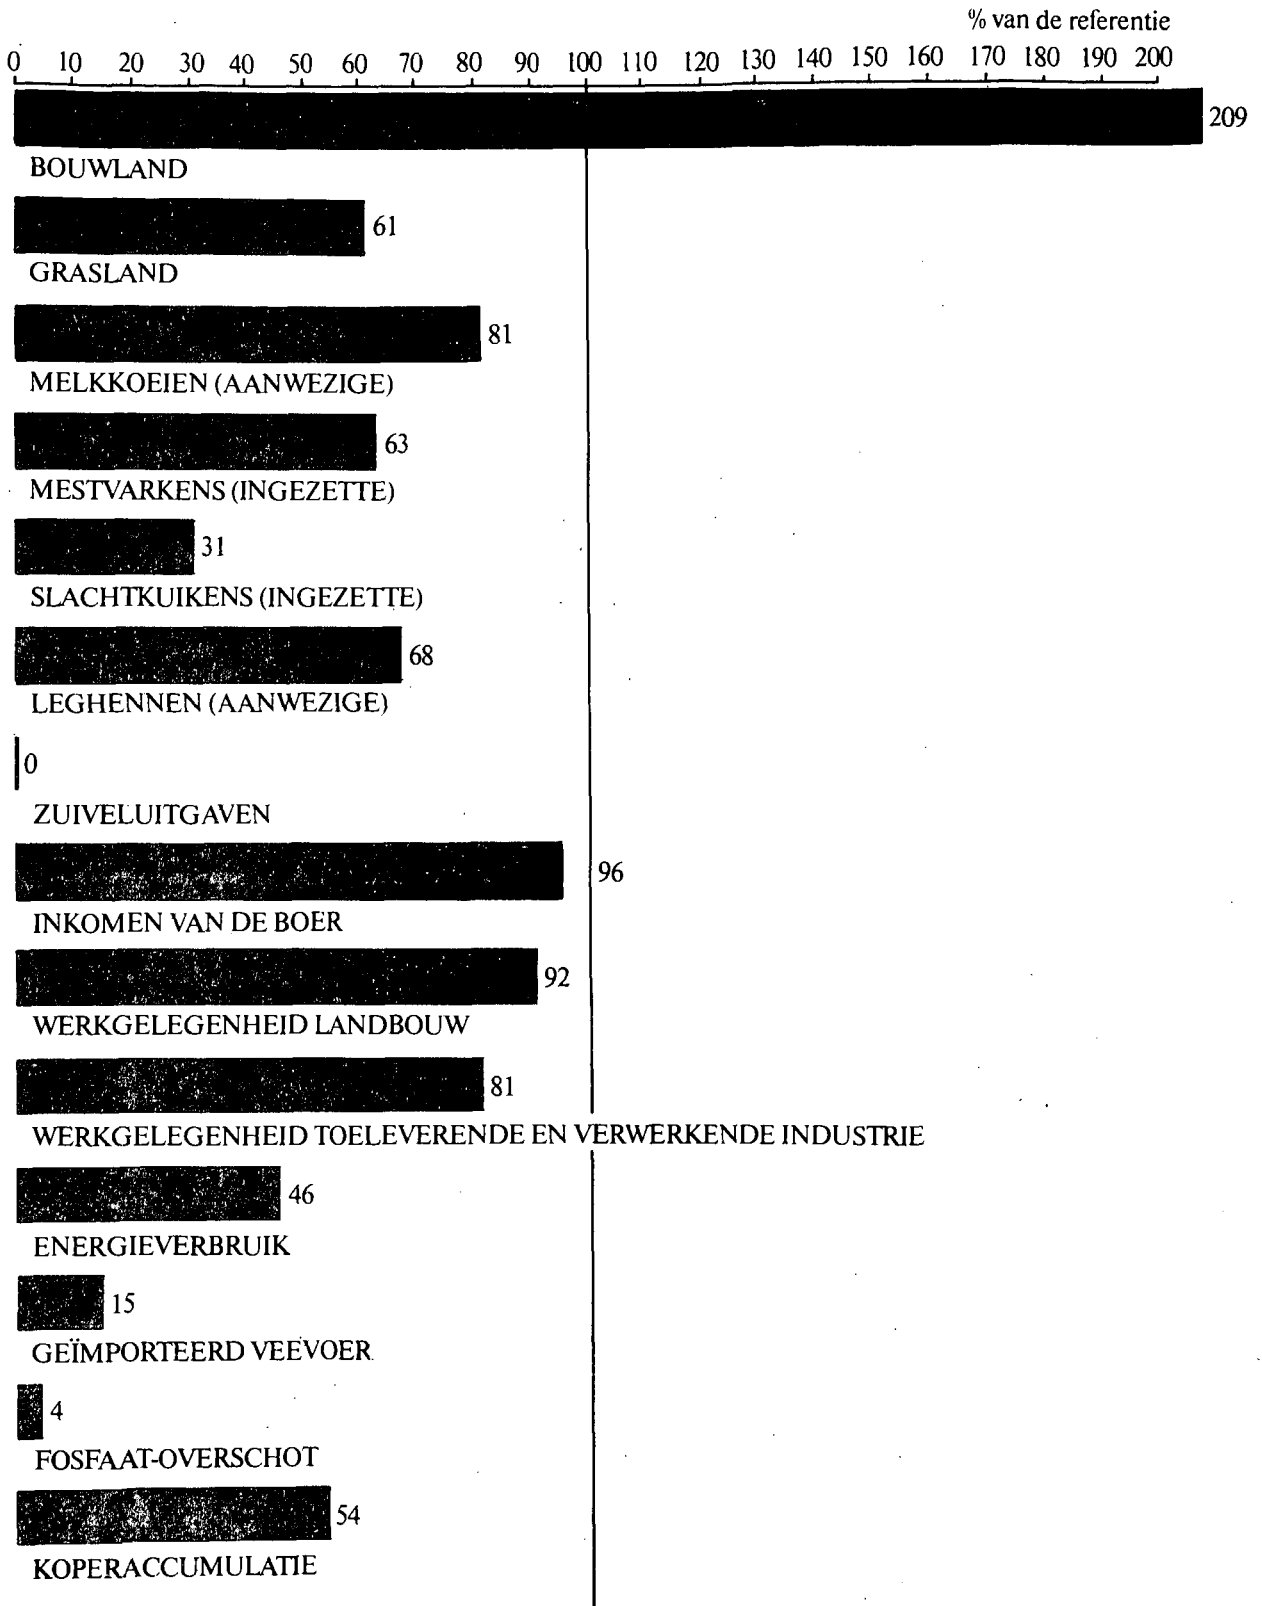 % van de referentie
0 10 20 30 40 50 60 70 80 90 100 110 120 130 140 150 160 170 180 190 200
209
BOUWLAND
61
GRASLAND
81
MELKKOEIEN (AANWEZIGE)
63
MESTVARKENS (INGEZETTE)
31
SLACHTKUIKENS (INGEZETTE)
68
LEGHENNEN (AANWEZIGE)
0
ZUIVELUITGAVEN
96
INKOMEN VAN DE BOER
92
WERKGELEGENHEID LANDBOUW
81
WERKGELEGENHEID TOELEVERENDE EN VERWERKENDE INDUSTRIE
46
ENERGIEVERBRUIK
15
GEÏMPORTEERD VEEVOER
4
FOSFAAT-OVERSCHOT
54
KOPERACCUMULATIE